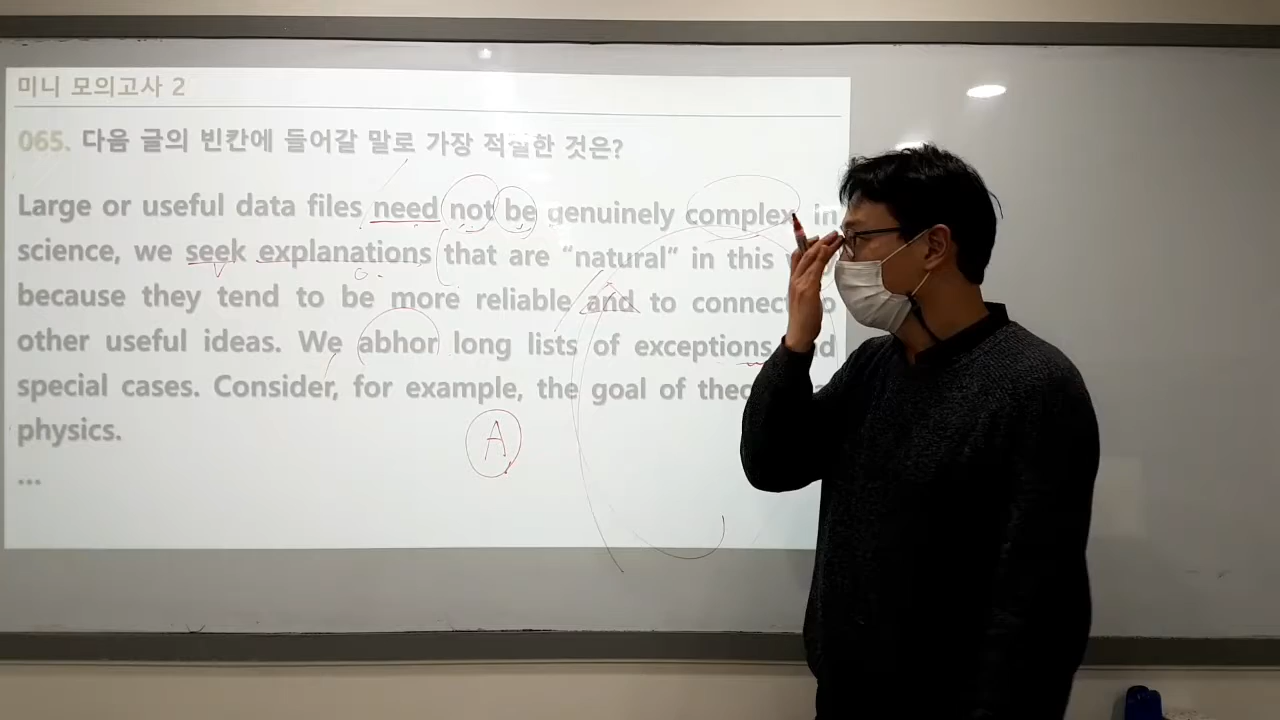 미니 모의고사 2
065. 다음 글의 빈칸에 들어갈 말로 가장 적절한 것은?
Large or useful data files need not be genuinely complex. in
science, we seek explanations that are “natural” in this
because they tend to be more reliable and to connect
other useful ideas. We abhor long lists of exceptions
special cases. Consider, for example, the goal of
physics.
...
A